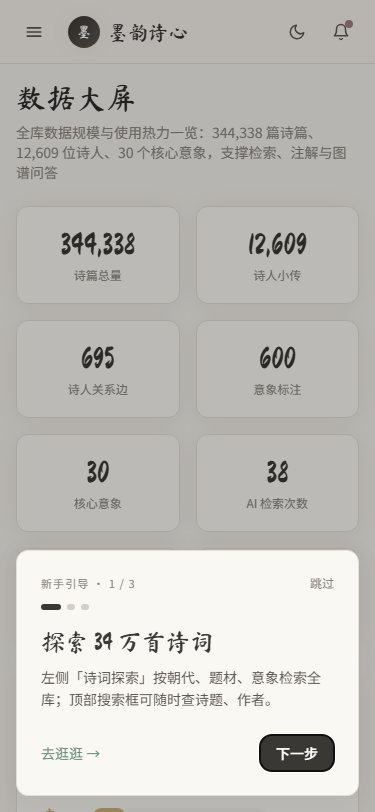 墨 墨韵诗心
数据大屏
全库数据规模与使用热力一览：344,338 篇诗篇、
12,609 位诗人、30 个核心意象，支撑检索、注解与图
谱问答
344,338
诗篇总量
12,609
诗人小传
695
诗人关系边
600
意象标注
30
核心意象
38
AI 检索次数
新手引导 · 1 / 3
跳过
探索 34 万首诗词
左侧「诗词探索」按朝代、题材、意象检索全
库；顶部搜索框可随时查诗题、作者。
去逛逛 →
下一步